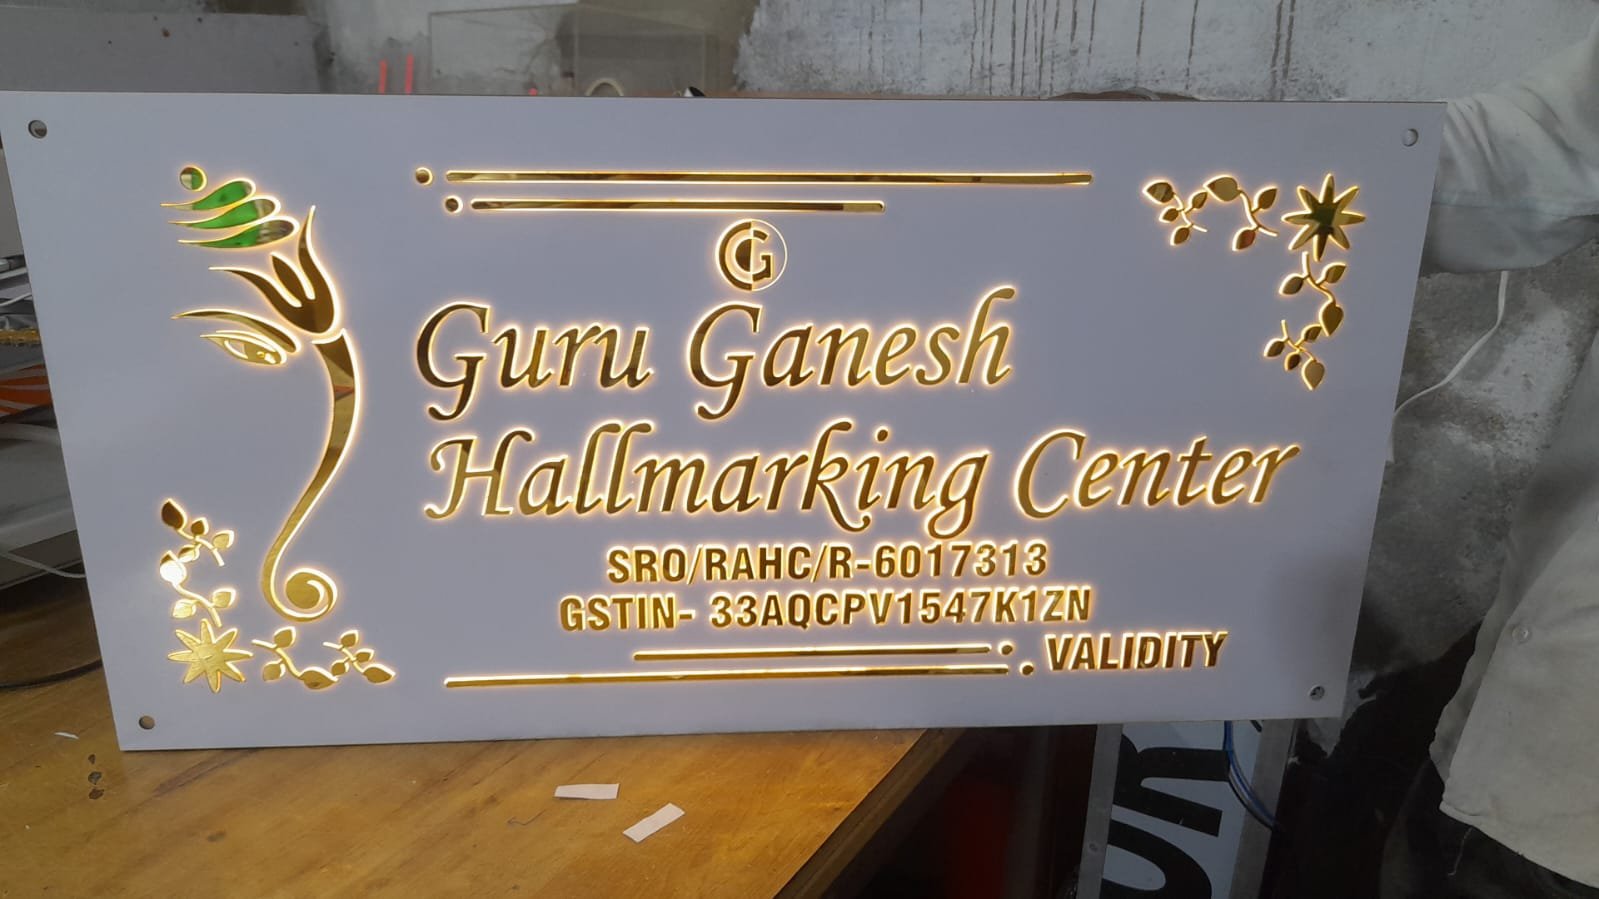 G
Guru Ganesh
Hallmarking Center
SRO/RAHC/R-6017313
GSTIN- 33AQCPV1547K1ZN
VALIDITY